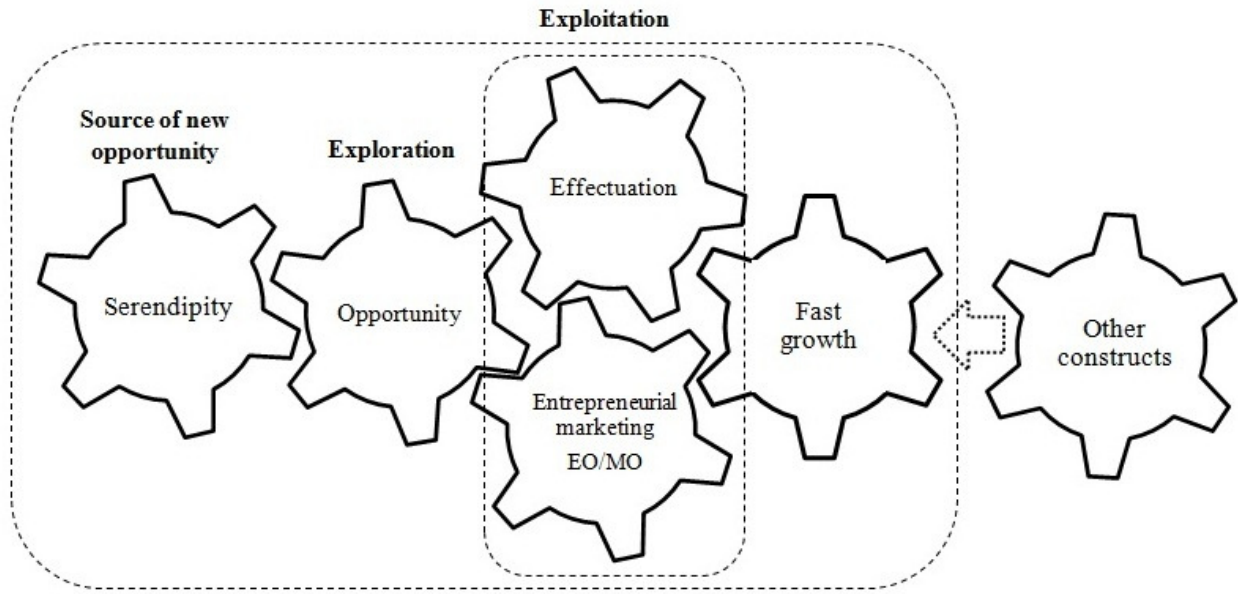 Exploitation
Source of new
opportunity
Exploration
Effectuation
Serendipity
Opportunity
Entrepreneurial
marketing
EO/MO
Fast
growth
Other
constructs